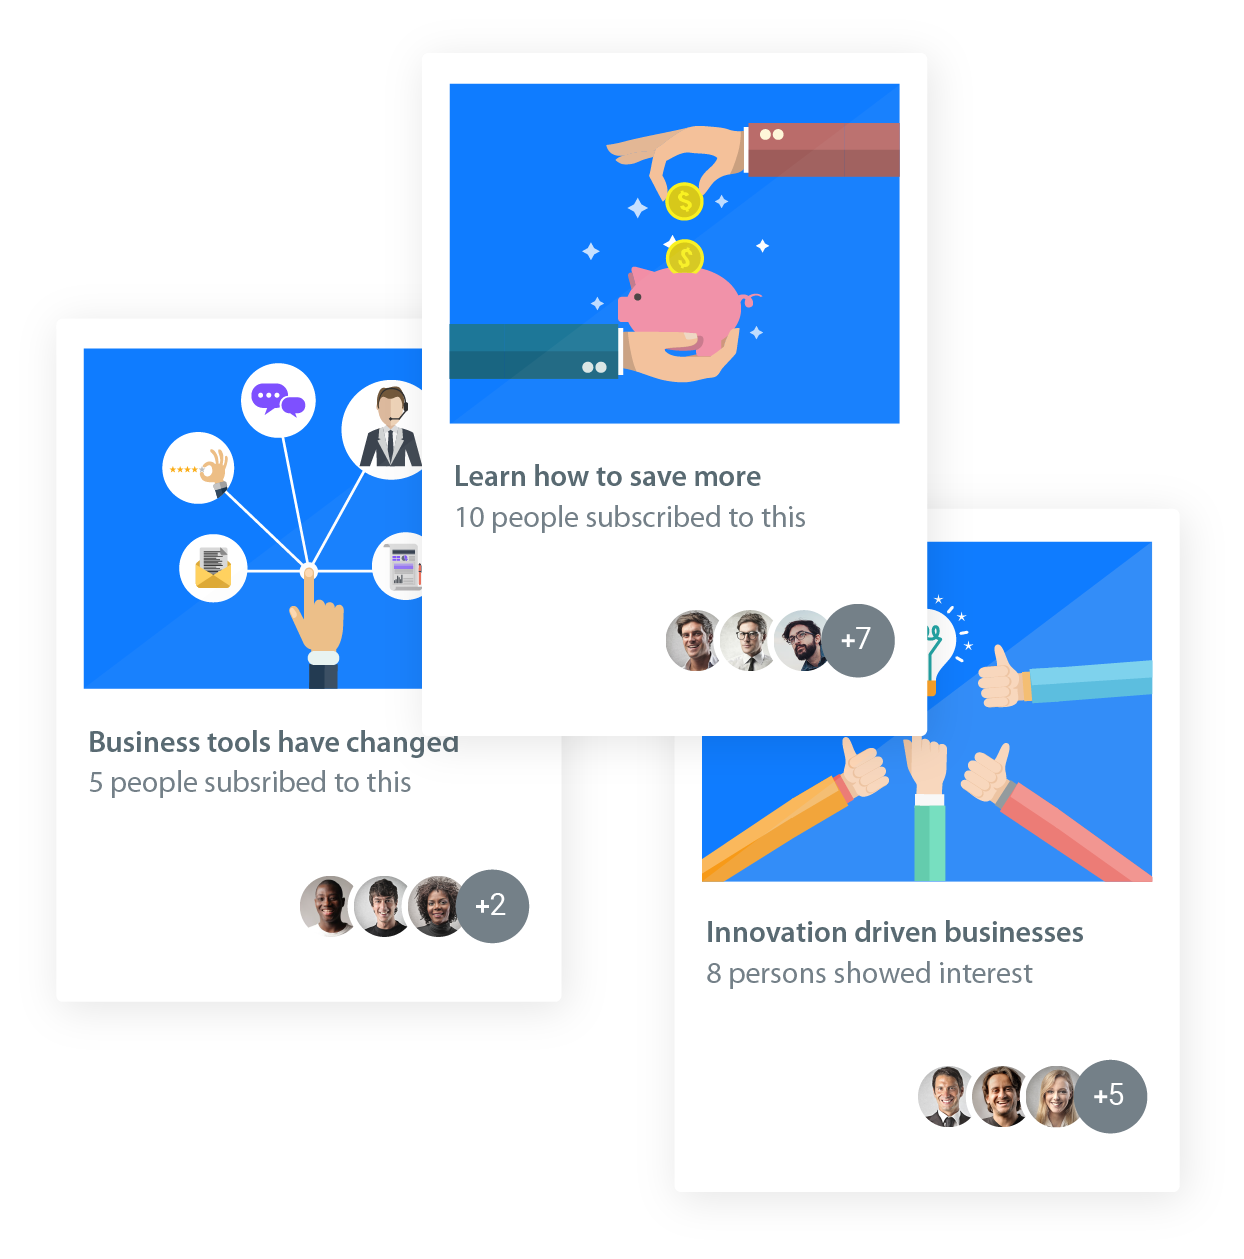 Learn how to save more
10 people subscribed to this
+7
Business tools have changed
5 people subsribed to this
+2
Innovation driven businesses
8 persons showed interest
+5